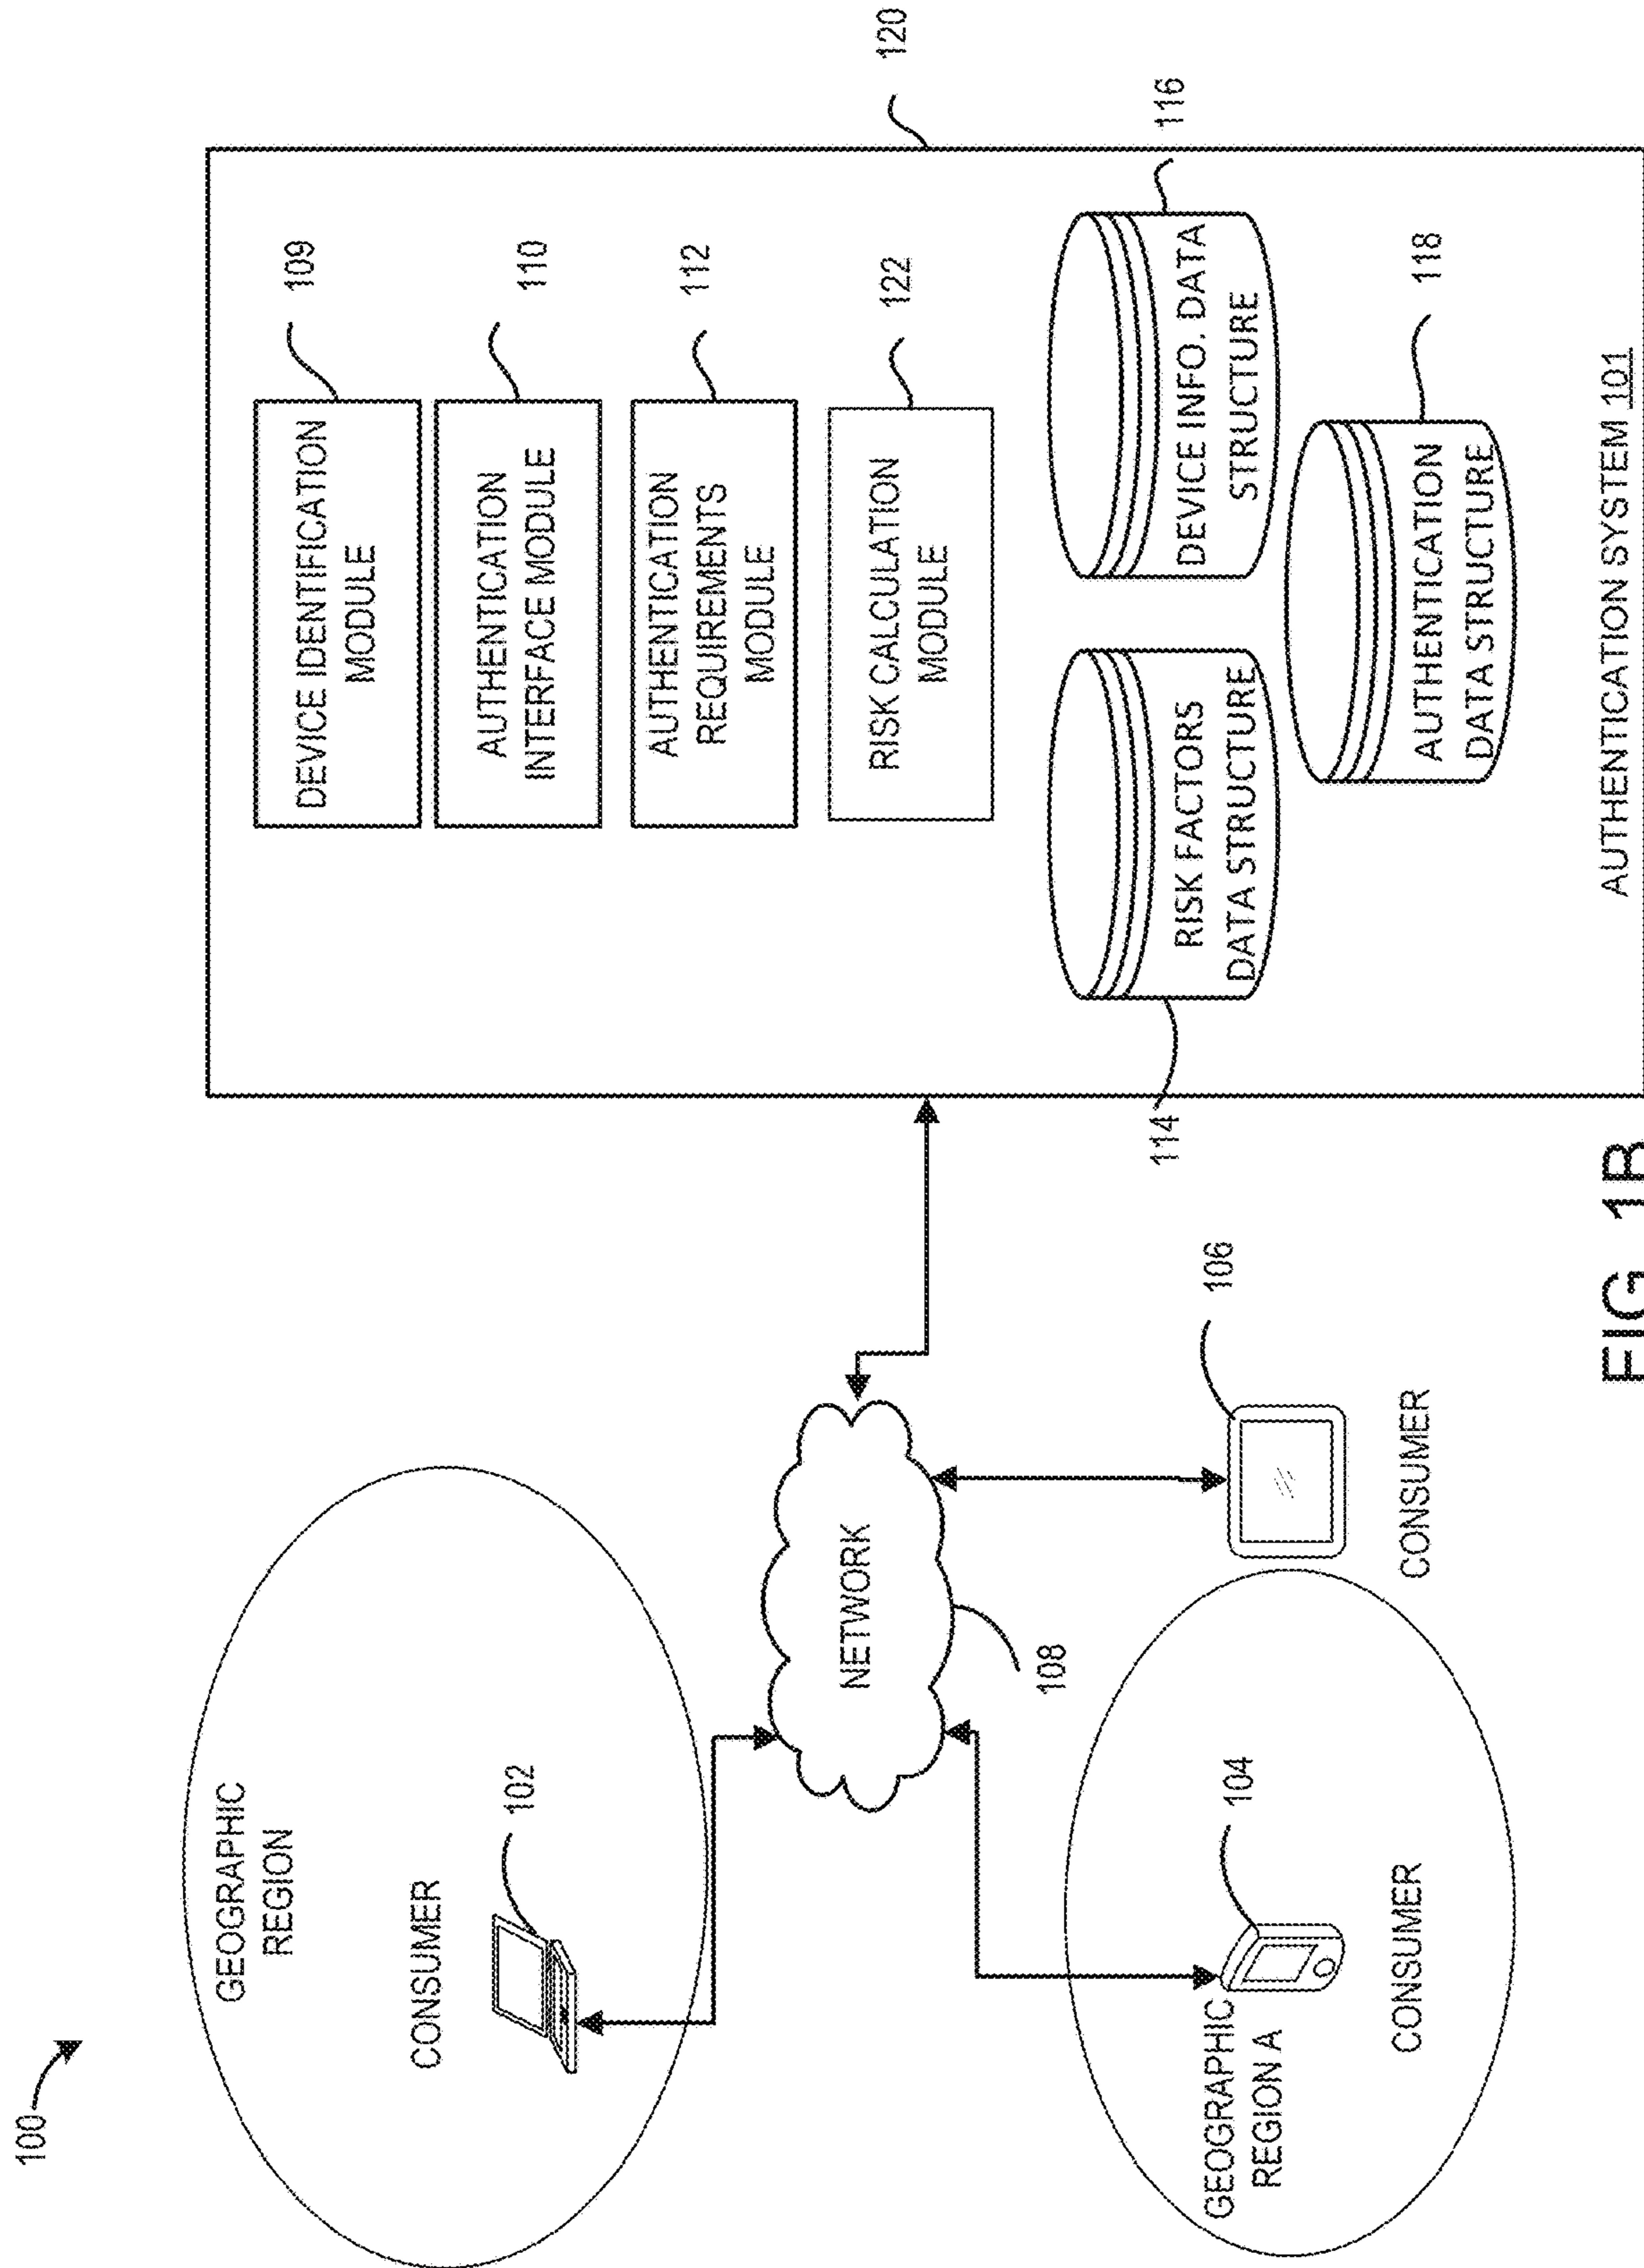 100
GEOGRAPHIC
REGION
CONSUMER
102
NETWORK
108
GEOGRAPHIC
REGION A
104
CONSUMER
106
CONSUMER
120
DEVICE IDENTIFICATION
MODULE
109
AUTHENTICATION
INTERFACE MODULE
110
AUTHENTICATION
REQUIREMENTS
MODULE
112
RISK CALCULATION
MODULE
122
RISK FACTORS
DATA STRUCTURE
114
DEVICE INFO. DATA
STRUCTURE
116
AUTHENTICATION
DATA STRUCTURE
118
AUTHENTICATION SYSTEM 101
FIG. 1B